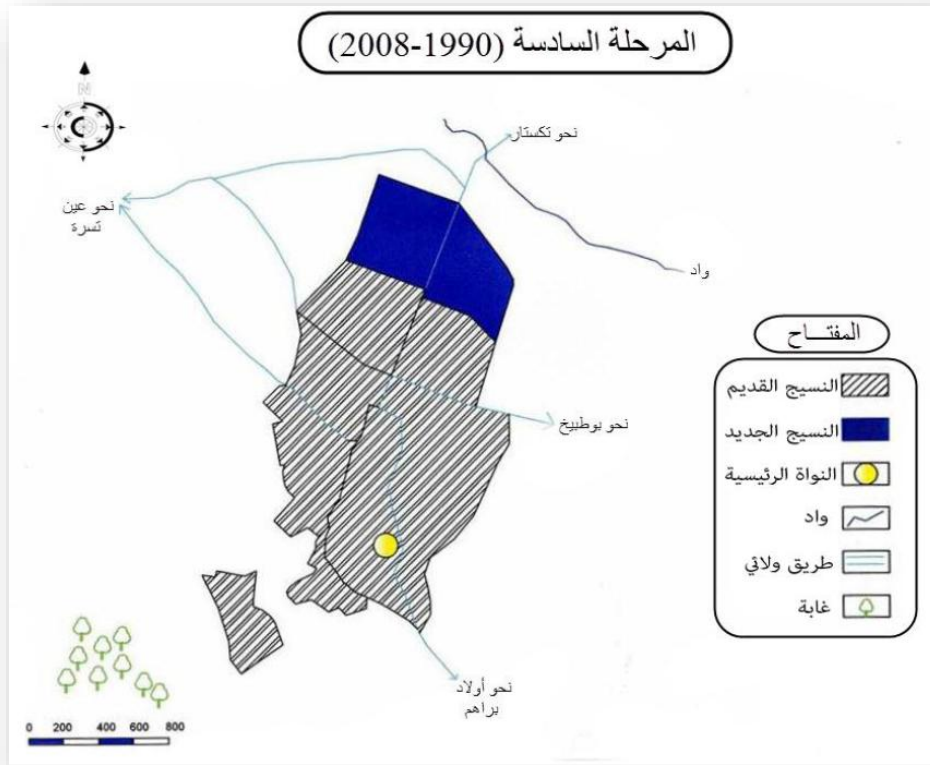 المرحلة السادسة (1990-2008)
N
نحو تكستار
نحو عين
تسرة
واد
نحو بوطبيخ
نحو أولاد
براهم
المفتـــاح
النسيج القديم
النسيج الجديد
النواة الرئيسية
واد
طريق ولائي
غابة
0 200 400 600 800